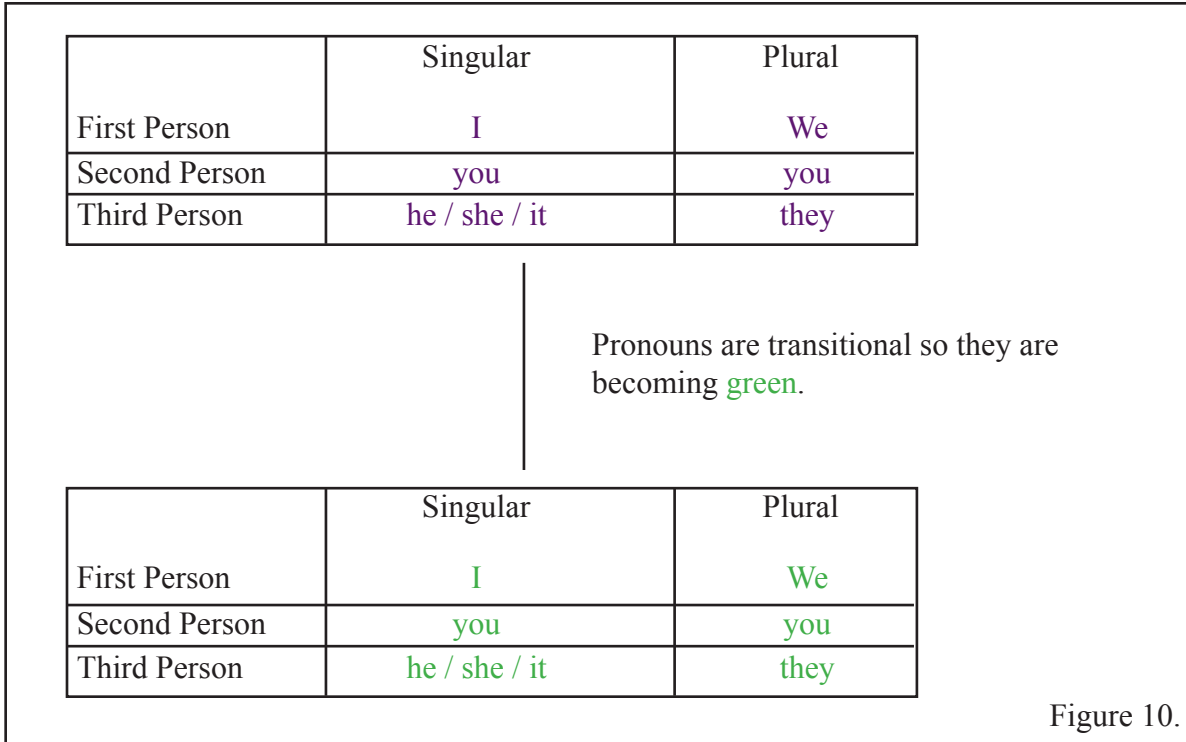 Singular Plural
First Person I We
Second Person you you
Third Person he / she / it they
Pronouns are transitional so they are
becoming green.
Singular Plural
First Person I We
Second Person you you
Third Person he / she / it they
Figure 10.